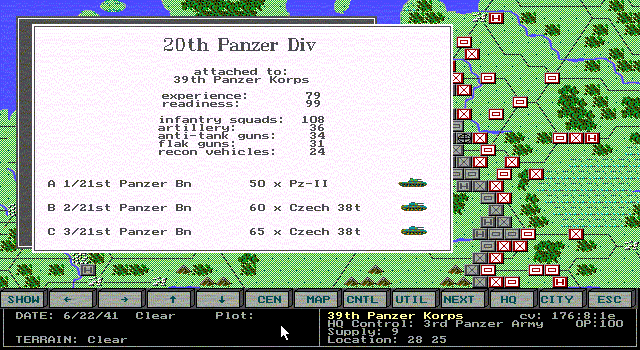 20th Panzer Div
attached to:
39th Panzer Korps
experience: 79
readiness: 99
infantry squads: 108
artillery: 36
anti-tank guns: 34
flak guns: 31
recon vehicles: 24
A 1/21st Panzer Bn 50 x Pz-II
B 2/21st Panzer Bn 60 x Czech 38t
C 3/21st Panzer Bn 65 x Czech 38t
SHOW ← → ↑ ↓ CEN MAP CNTL UTIL NEXT HQ CITY ESC
DATE: 6/22/41 Clear Plot:
TERRAIN: Clear
39th Panzer Korps cv: 176:8:1e
HQ Control: 3rd Panzer Army OP:100
Supply: 9
Location: 28 25